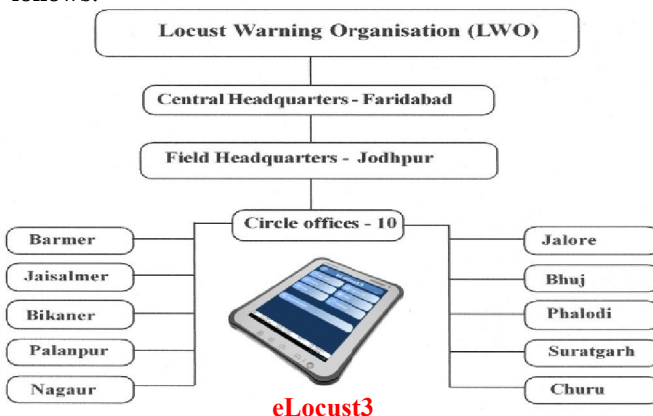 follows:
Locust Warning Organisation (LWO)
Central Headquarters - Faridabad
Field Headquarters - Jodhpur
Circle offices - 10
Barmer
Jaisalmer
Bikaner
Palanpur
Nagaur
Jalore
Bhuj
Phalodi
Suratgarh
Churu
eLocust3